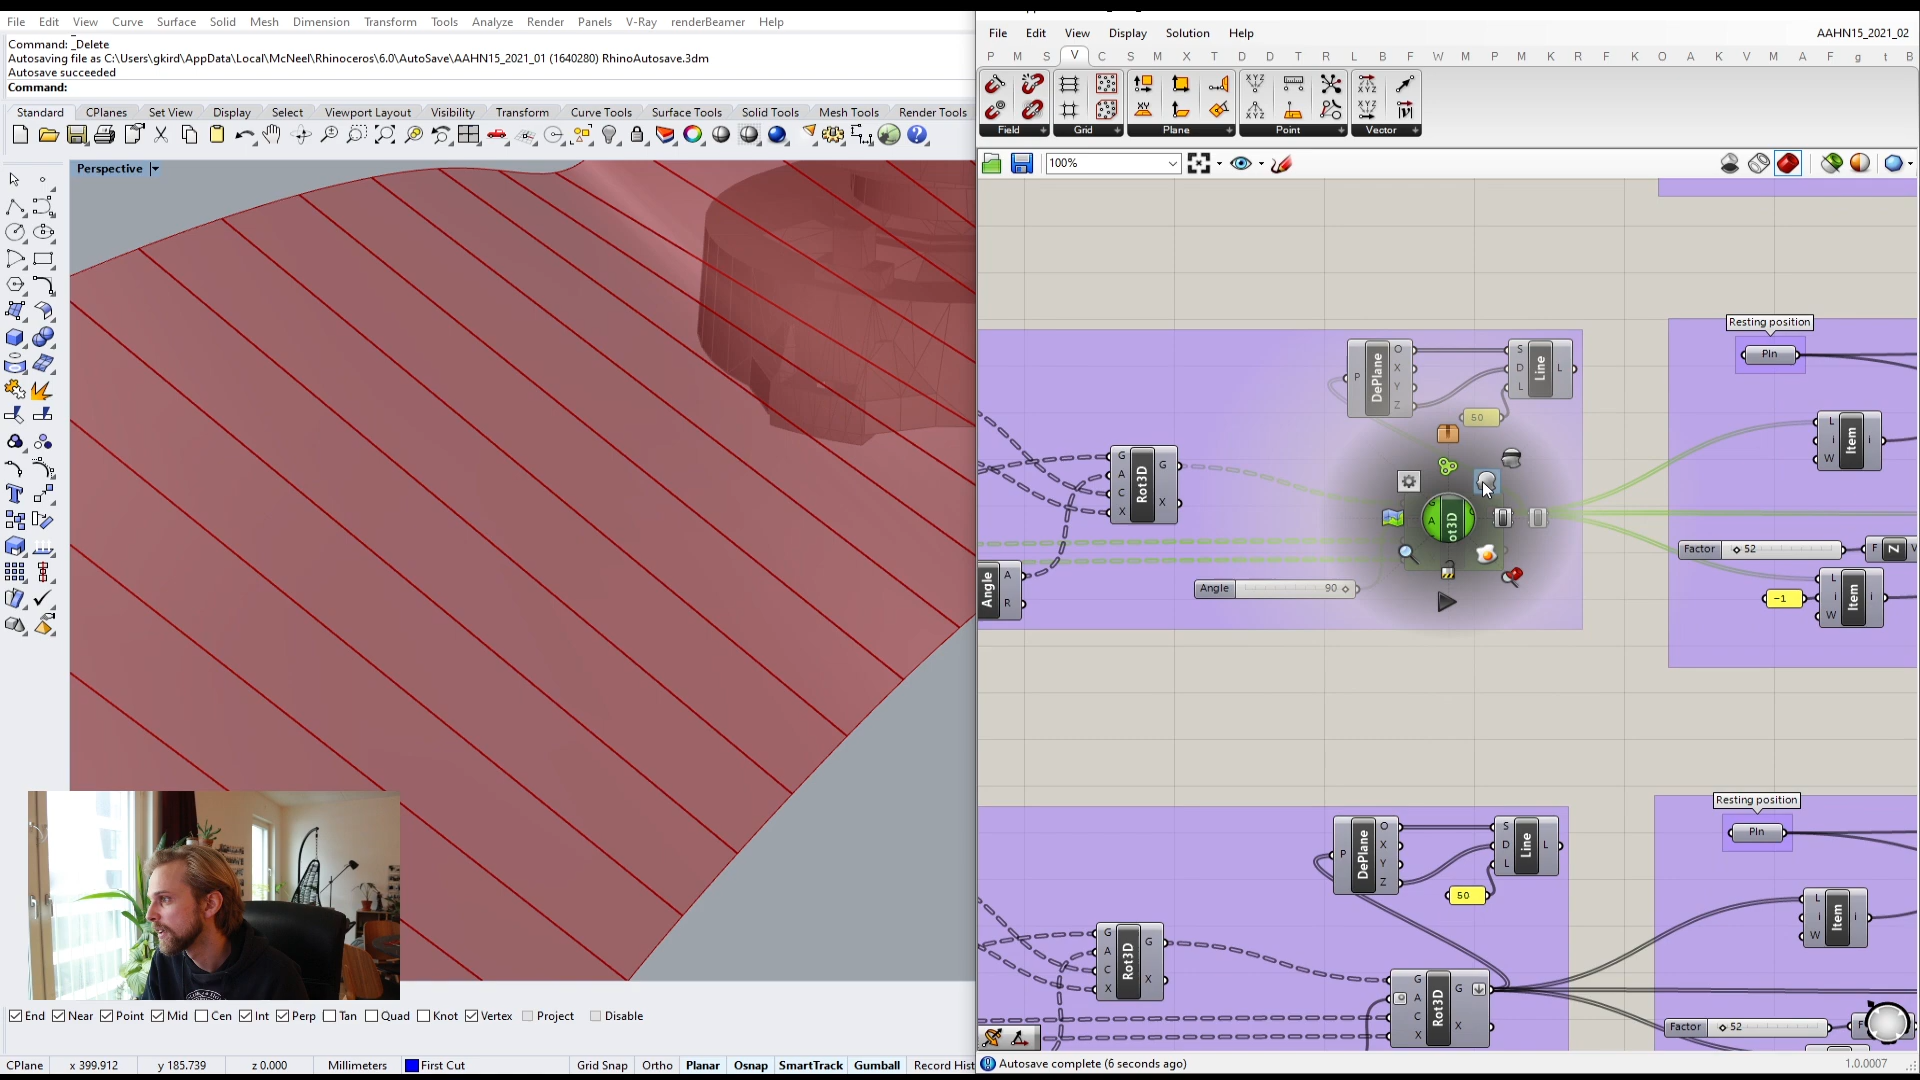 File Edit View Curve Surface Solid Mesh Dimension Transform Tools Analyze Render Panels V-Ray renderBeamer Help
Command: _Delete
Autosaving file as C:\Users\gkird\AppData\Local\McNeel\Rhinoceros\6.0\AutoSave\AAHN15_2021_01 (1640280) RhinoAutosave.3dm
Autosave succeeded
Command:
Standard CPlanes Set View Display Select Viewport Layout Visibility Transform Curve Tools Surface Tools Solid Tools Mesh Tools Render Tools
Perspective
End Near Point Mid Cen Int Perp Tan Quad Knot Vertex Project Disable
CPlane x 399.912 y 185.739 z 0.000 Millimeters First Cut Grid Snap Ortho Planar Osnap SmartTrack Gumball Record Hist
File Edit View Display Solution Help AAHN15_2021_02
P M S V C S M X T D D T R L B F M P R F K F O A K V M A F g t B
Field Grid Plane Point Vector
100%
Resting position
PIn
DePlane P O X Y Z
Line S D L L
50
Item L i W i
Rot3D G A C X G X
Rot3D A
Angle A R
Angle 90
Factor 52
F Z V
-1
Item L i W i
Resting position
PIn
DePlane P O X Y Z
Line S D L L
50
Item L i W i
Rot3D G A C X G X
Rot3D G A C X G X
Factor 52
F
Autosave complete (6 seconds ago) 1.0.0007